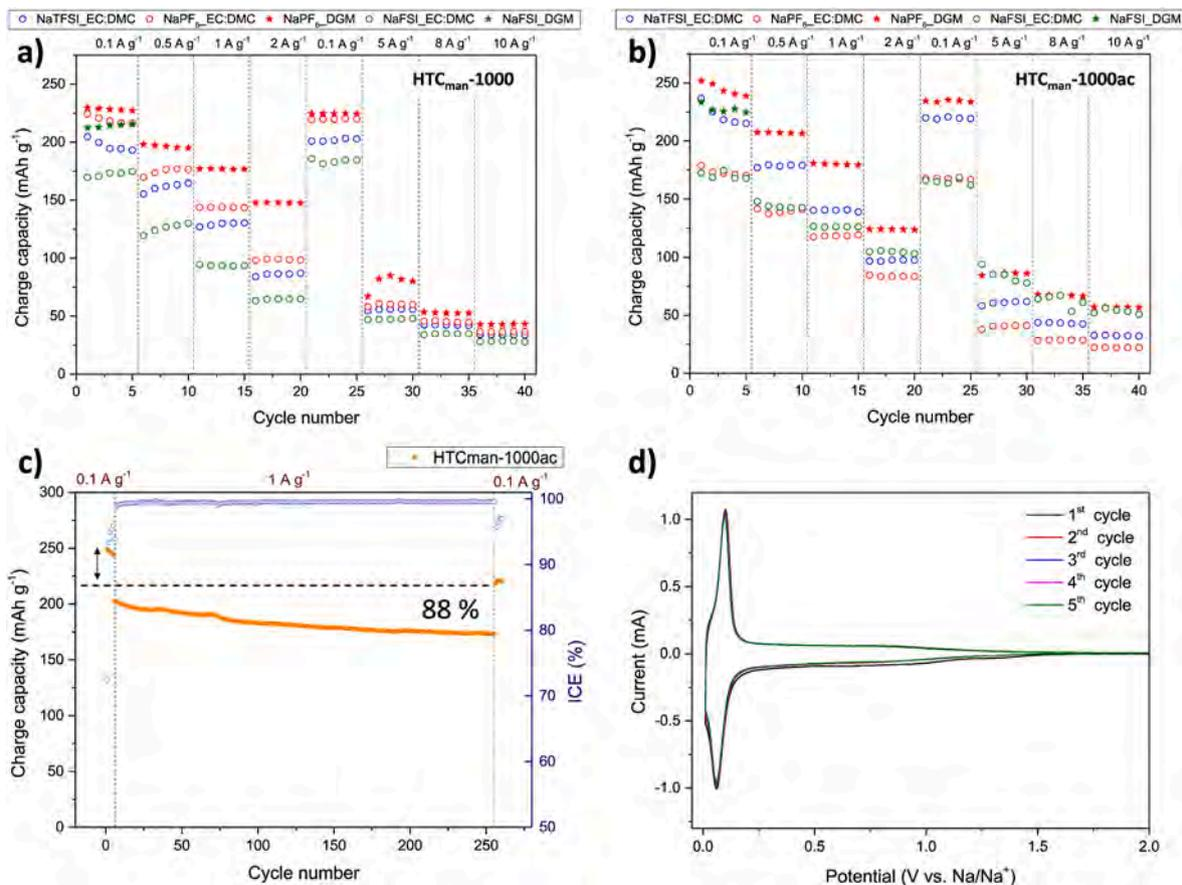 NaTFSI_EC:DMC NaPF6_EC:DMC NaPF6_DGM NaFSI_EC:DMC NaFSI_DGM
a)
0.1 A g-1 0.5 A g-1 1 A g-1 2 A g-1 0.1 A g-1 5 A g-1 8 A g-1 10 A g-1
HTCman-1000
Charge capacity (mAh g-1)
250
200
150
100
50
0
0 5 10 15 20 25 30 35 40
Cycle number
NaTFSI_EC:DMC NaPF6_EC:DMC NaPF6_DGM NaFSI_EC:DMC NaFSI_DGM
b)
0.1 A g-1 0.5 A g-1 1 A g-1 2 A g-1 0.1 A g-1 5 A g-1 8 A g-1 10 A g-1
HTCman-1000ac
Charge capacity (mAh g-1)
250
200
150
100
50
0
0 5 10 15 20 25 30 35 40
Cycle number
c)
HTCman-1000ac
0.1 A g-1 1 A g-1 0.1 A g-1
Charge capacity (mAh g-1)
300
250
200
150
100
75
50
25
0
88 %
ICE (%)
100
90
80
70
60
50
0 50 100 150 200 250
Cycle number
d)
1st cycle
2nd cycle
3rd cycle
4th cycle
5th cycle
Current (mA)
1.0
0.5
0.0
-0.5
-1.0
0.0 0.5 1.0 1.5 2.0
Potential (V vs. Na/Na+)